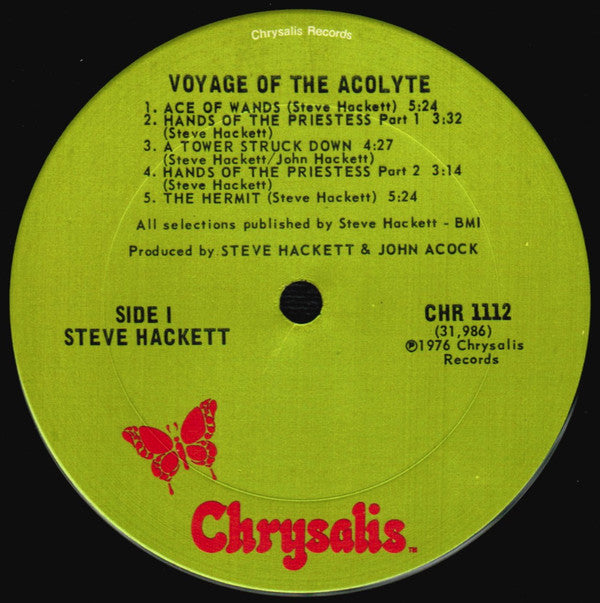 Chrysalis Records
VOYAGE OF THE ACOLYTE
1. ACE OF WANDS (Steve Hackett) 5:24
2. HANDS OF THE PRIESTESS Part 1 3:32
(Steve Hackett)
3. A TOWER STRUCK DOWN 4:27
(Steve Hackett/John Hackett)
4. HANDS OF THE PRIESTESS Part 2 3:14
(Steve Hackett)
5. THE HERMIT (Steve Hackett) 5:24
All selections published by Steve Hackett - BMI
Produced by STEVE HACKETT & JOHN ACOCK
SIDE I
STEVE HACKETT
CHR 1112
(31,986)
℗1976 Chrysalis
Records
Chrysalis™